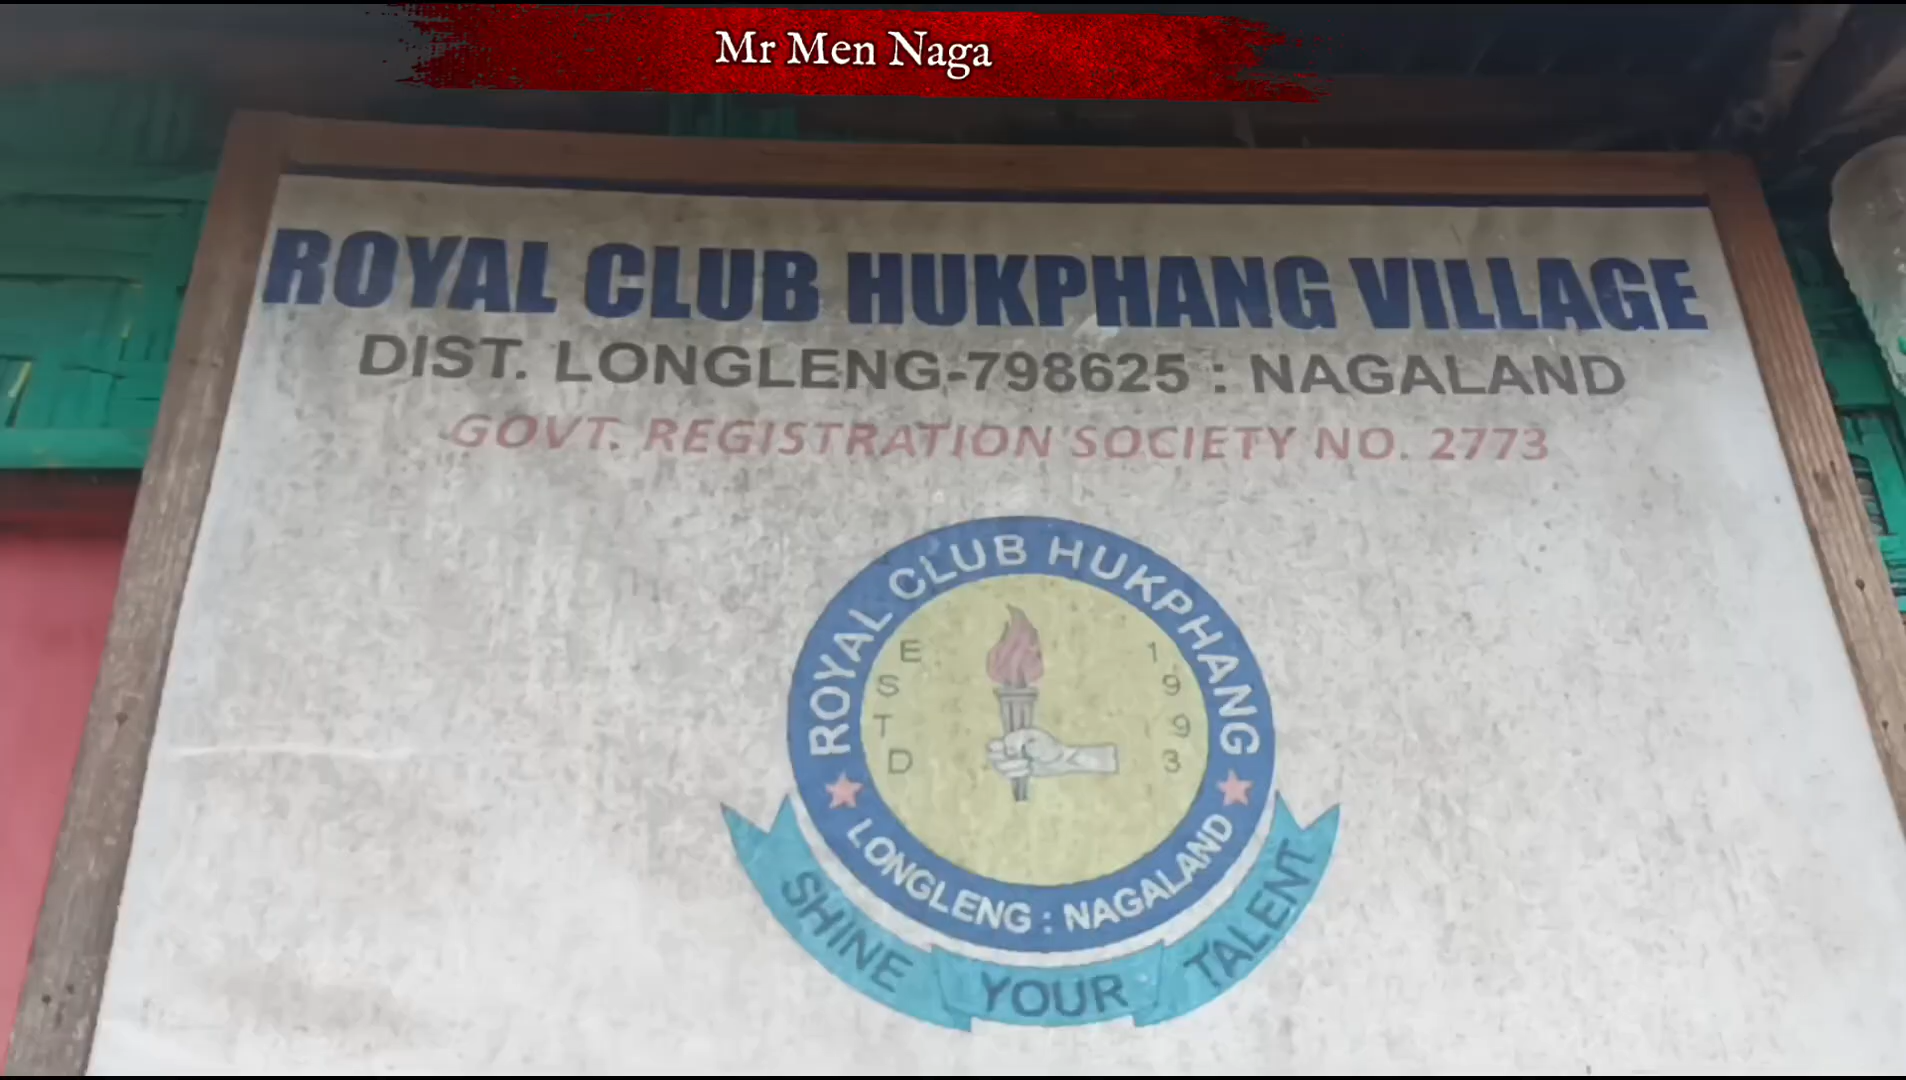 Mr Men Naga
ROYAL CLUB HUKPHANG VILLAGE
DIST. LONGLENG-798625 : NAGALAND
GOVT. REGISTRATION SOCIETY NO. 2773
ROYAL CLUB HUKPHANG
ESTD
1993
LONGLENG : NAGALAND
SHINE YOUR TALENT